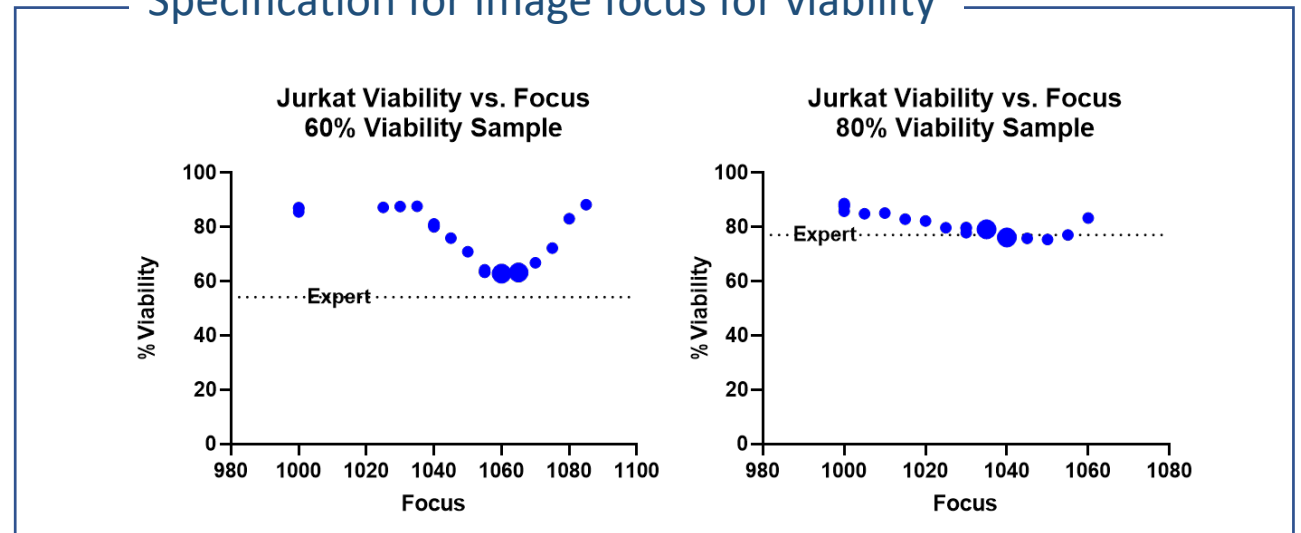 Specification for image focus for viability
Jurkat Viability vs. Focus
60% Viability Sample
% Viability
100
80
60
40
20
0
Expert
980 1000 1020 1040 1060 1080 1100
Focus
Jurkat Viability vs. Focus
80% Viability Sample
% Viability
100
80
60
40
20
0
Expert
980 1000 1020 1040 1060 1080
Focus